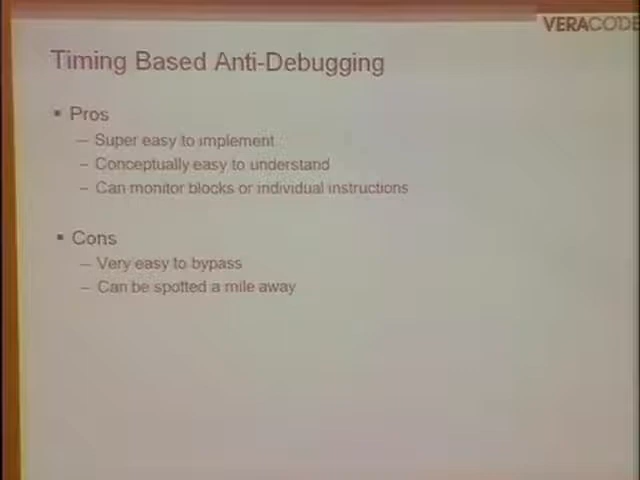 VERACODE
Timing Based Anti-Debugging
▪ Pros
– Super easy to implement
– Conceptually easy to understand
– Can monitor blocks or individual instructions
▪ Cons
– Very easy to bypass
– Can be spotted a mile away